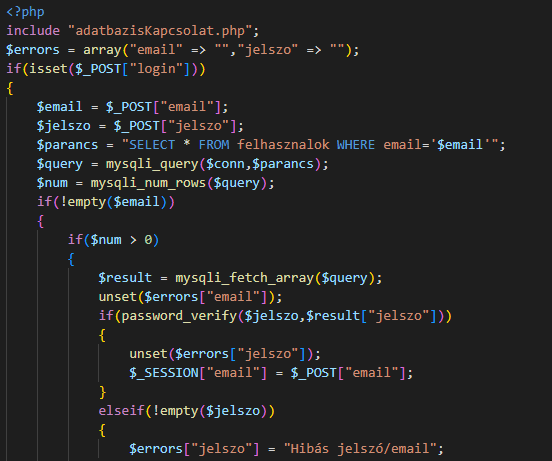 <?php
include "adatbazisKapcsolat.php";
$errors = array("email" => "","jelszo" => "");
if(isset($_POST["login"]))
{
    $email = $_POST["email"];
    $jelszo = $_POST["jelszo"];
    $parancs = "SELECT * FROM felhasznalok WHERE email='$email'";
    $query = mysqli_query($conn,$parancs);
    $num = mysqli_num_rows($query);
    if(!empty($email))
    {
        if($num > 0)
        {
            $result = mysqli_fetch_array($query);
            unset($errors["email"]);
            if(password_verify($jelszo,$result["jelszo"]))
            {
                unset($errors["jelszo"]);
                $_SESSION["email"] = $_POST["email"];
            }
            elseif(!empty($jelszo))
            {
                $errors["jelszo"] = "Hibás jelszó/email";